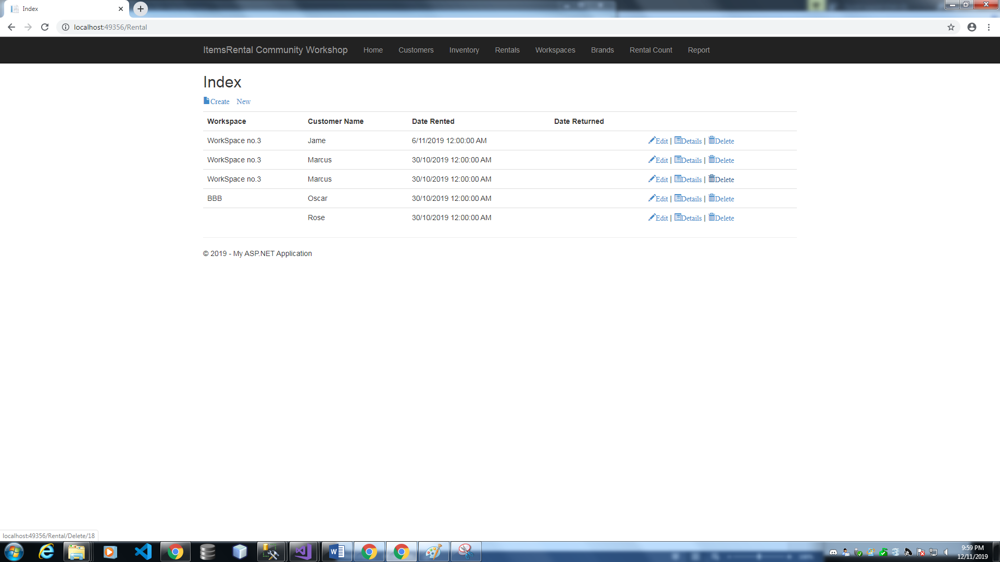 Index
localhost:49356/Rental
ItemsRental Community Workshop Home Customers Inventory Rentals Workspaces Brands Rental Count Report
Index
Create New
Workspace Customer Name Date Rented Date Returned
WorkSpace no.3 Jame 6/11/2019 12:00:00 AM Edit | Details | Delete
WorkSpace no.3 Marcus 30/10/2019 12:00:00 AM Edit | Details | Delete
WorkSpace no.3 Marcus 30/10/2019 12:00:00 AM Edit | Details | Delete
BBB Oscar 30/10/2019 12:00:00 AM Edit | Details | Delete
Rose 30/10/2019 12:00:00 AM Edit | Details | Delete
© 2019 - My ASP.NET Application
localhost:49356/Rental/Delete/18
9:59 PM
12/11/2019